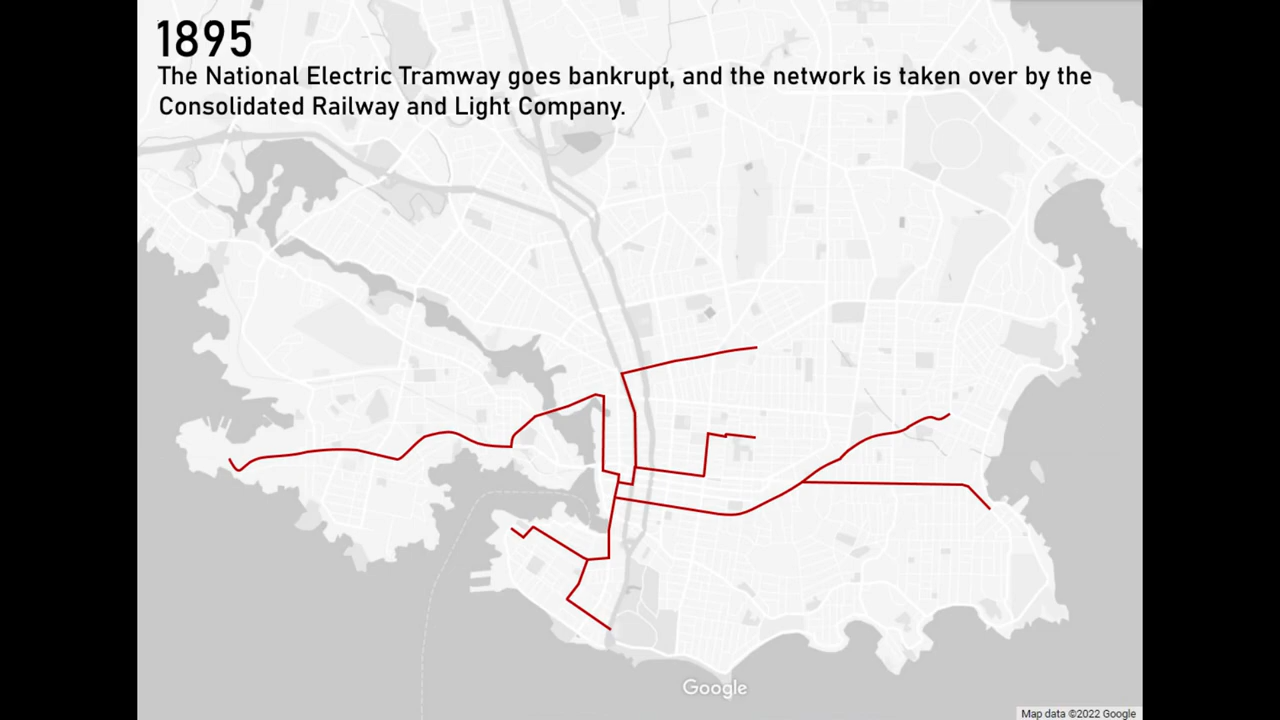 1895
The National Electric Tramway goes bankrupt, and the network is taken over by the
Consolidated Railway and Light Company.
Google
Map data ©2022 Google